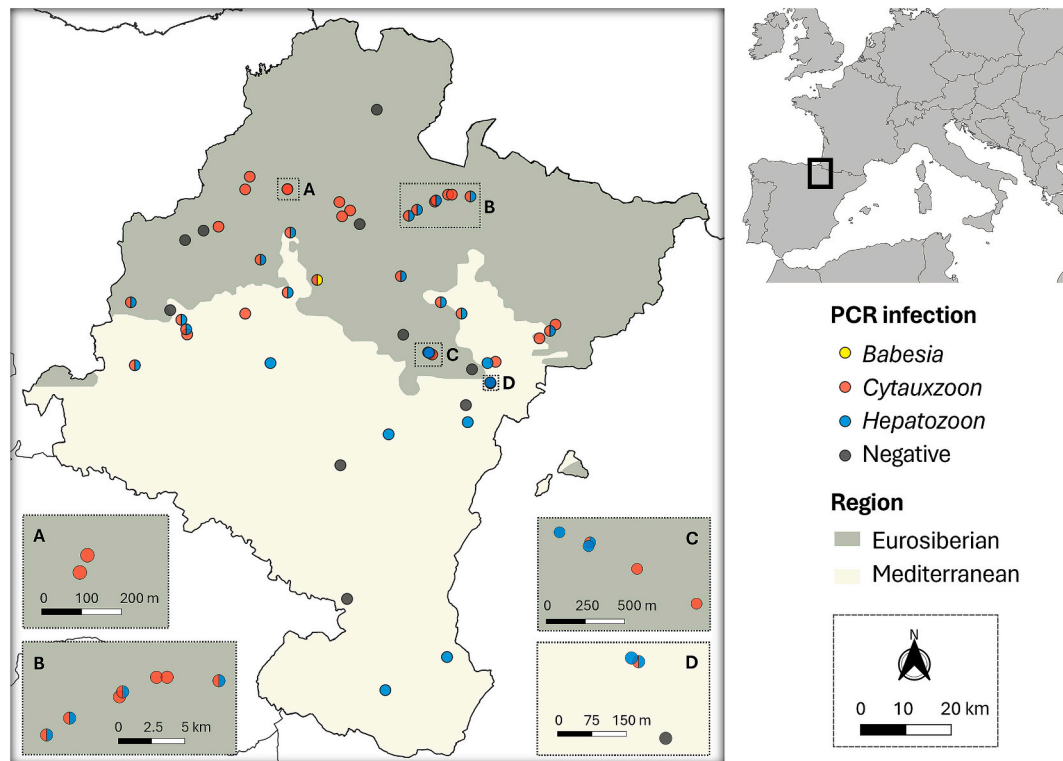 A
B
C
D
A
0 100 200 m
B
0 2.5 5 km
C
0 250 500 m
D
0 75 150 m
PCR infection
Babesia
Cytauxzoon
Hepatozoon
Negative
Region
Eurosiberian
Mediterranean
N
0 10 20 km